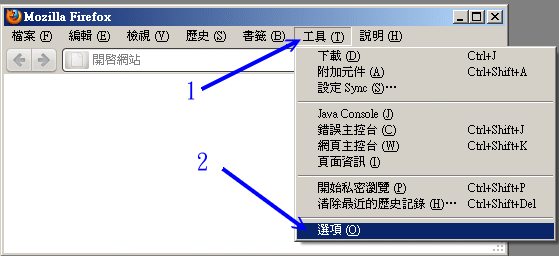 Mozilla Firefox
檔案 (F) 編輯 (E) 檢視 (V) 歷史 (S) 書籤 (B) 工具 (T) 說明 (H)
開啟網站
下載 (D) Ctrl+J
附加元件 (A) Ctrl+Shift+A
設定 Sync (S)…
Java Console (J)
錯誤主控台 (C) Ctrl+Shift+J
網頁主控台 (W) Ctrl+Shift+K
頁面資訊 (I)
開始私密瀏覽 (P) Ctrl+Shift+P
清除最近的歷史記錄 (H)… Ctrl+Shift+Del
選項 (O)
1
2